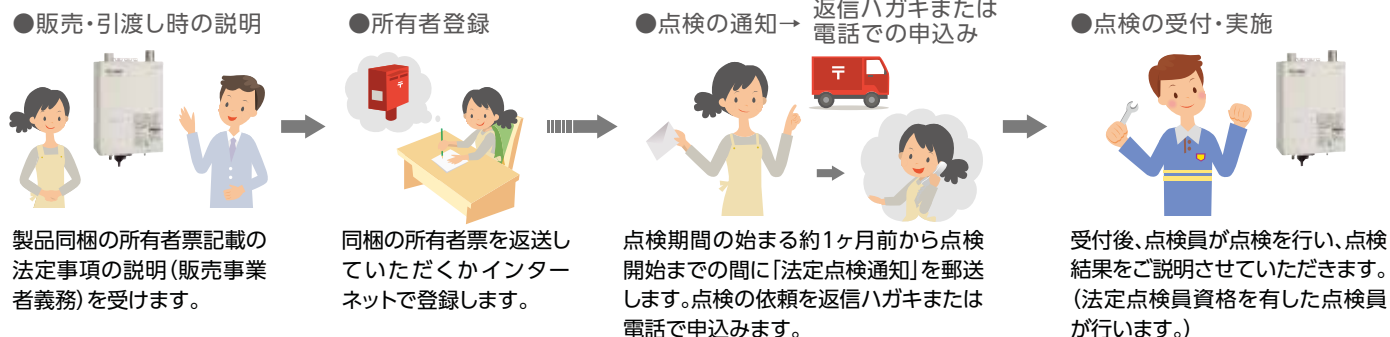 ●販売・引渡し時の説明
製品同梱の所有者票記載の
法定事項の説明(販売事業
者義務)を受けます。
●所有者登録
同梱の所有者票を返送し
ていただくかインター
ネットで登録します。
●点検の通知→ 返信ハガキまたは
電話での申込み
点検期間の始まる約1ヶ月前から点検
開始までの間に「法定点検通知」を郵送
します。点検の依頼を返信ハガキまたは
電話で申込みます。
●点検の受付・実施
受付後、点検員が点検を行い、点検
結果をご説明させていただきます。
(法定点検員資格を有した点検員
が行います。)